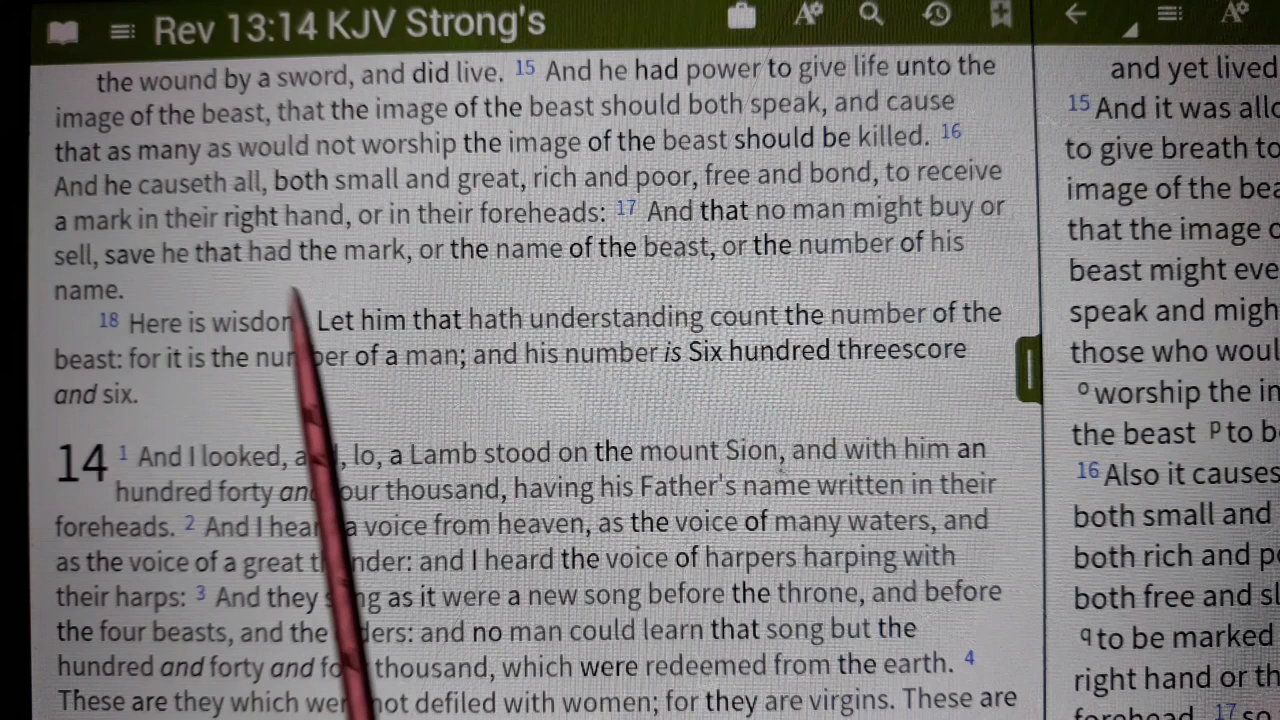 Rev 13:14 KJV Strong's
the wound by a sword, and did live. 15 And he had power to give life unto the
image of the beast, that the image of the beast should both speak, and cause
that as many as would not worship the image of the beast should be killed. 16
And he causeth all, both small and great, rich and poor, free and bond, to receive
a mark in their right hand, or in their foreheads: 17 And that no man might buy or
sell, save he that had the mark, or the name of the beast, or the number of his
name.
18 Here is wisdom Let him that hath understanding count the number of the
beast: for it is the number of a man; and his number is Six hundred threescore
and six.
14 1 And I looked, lo, a Lamb stood on the mount Sion, and with him an
hundred forty four thousand, having his Father's name written in their
foreheads. 2 And I hear a voice from heaven, as the voice of many waters, and
as the voice of a great thunder: and I heard the voice of harpers harping with
their harps: 3 And they as it were a new song before the throne, and before
the four beasts, and the and no man could learn that song but the
hundred and forty and thousand, which were redeemed from the earth. 4
These are they which not defiled with women; for they are virgins. These are
and yet lived
15 And it was
to give breath to
image of the
that the image
beast might
speak and
those who
o worship the
the beast p to
16 Also it causes
both small and
both rich and
both free and
q to be marked
right hand or
17 so